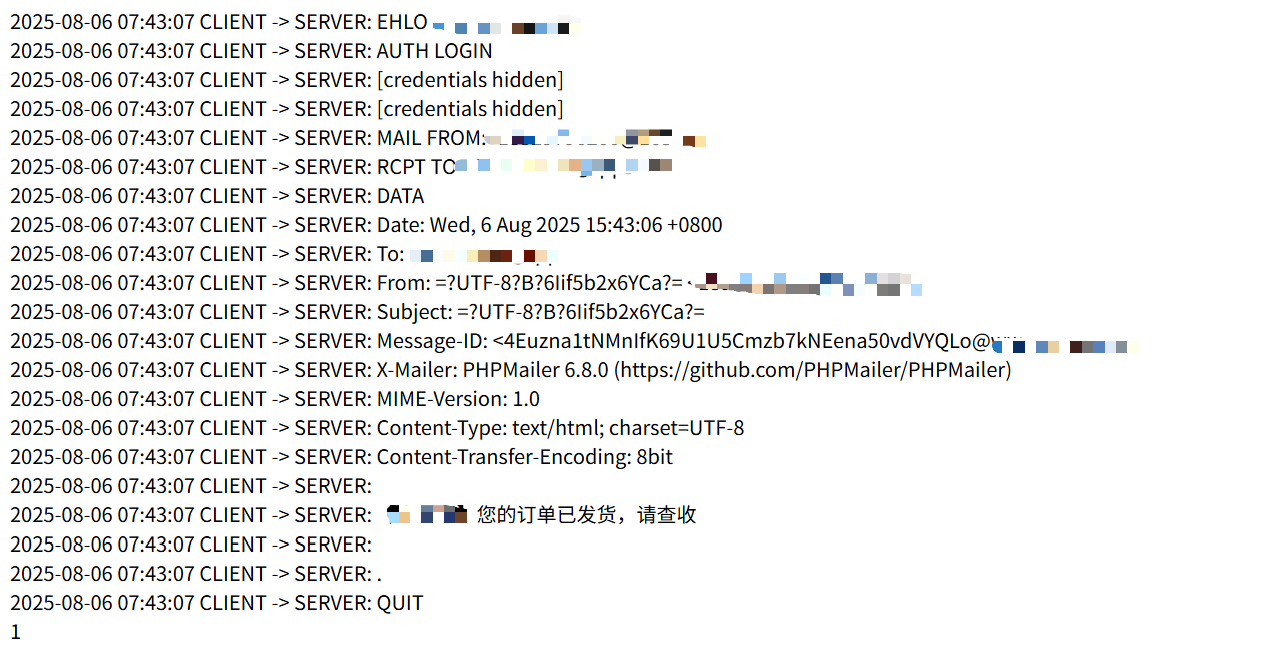 2025-08-06 07:43:07 CLIENT -> SERVER: EHLO
2025-08-06 07:43:07 CLIENT -> SERVER: AUTH LOGIN
2025-08-06 07:43:07 CLIENT -> SERVER: [credentials hidden]
2025-08-06 07:43:07 CLIENT -> SERVER: [credentials hidden]
2025-08-06 07:43:07 CLIENT -> SERVER: MAIL FROM:
2025-08-06 07:43:07 CLIENT -> SERVER: RCPT TO
2025-08-06 07:43:07 CLIENT -> SERVER: DATA
2025-08-06 07:43:07 CLIENT -> SERVER: Date: Wed, 6 Aug 2025 15:43:06 +0800
2025-08-06 07:43:07 CLIENT -> SERVER: To:
2025-08-06 07:43:07 CLIENT -> SERVER: From: =?UTF-8?B?6Iif5b2x6YCa?=
2025-08-06 07:43:07 CLIENT -> SERVER: Subject: =?UTF-8?B?6Iif5b2x6YCa?=
2025-08-06 07:43:07 CLIENT -> SERVER: Message-ID: <4Euzna1tNMnIfK69U1U5Cmzb7kNEena50vdVYQLo@
2025-08-06 07:43:07 CLIENT -> SERVER: X-Mailer: PHPMailer 6.8.0 (https://github.com/PHPMailer/PHPMailer)
2025-08-06 07:43:07 CLIENT -> SERVER: MIME-Version: 1.0
2025-08-06 07:43:07 CLIENT -> SERVER: Content-Type: text/html; charset=UTF-8
2025-08-06 07:43:07 CLIENT -> SERVER: Content-Transfer-Encoding: 8bit
2025-08-06 07:43:07 CLIENT -> SERVER:
2025-08-06 07:43:07 CLIENT -> SERVER: 您的订单已发货，请查收
2025-08-06 07:43:07 CLIENT -> SERVER:
2025-08-06 07:43:07 CLIENT -> SERVER: .
2025-08-06 07:43:07 CLIENT -> SERVER: QUIT
1